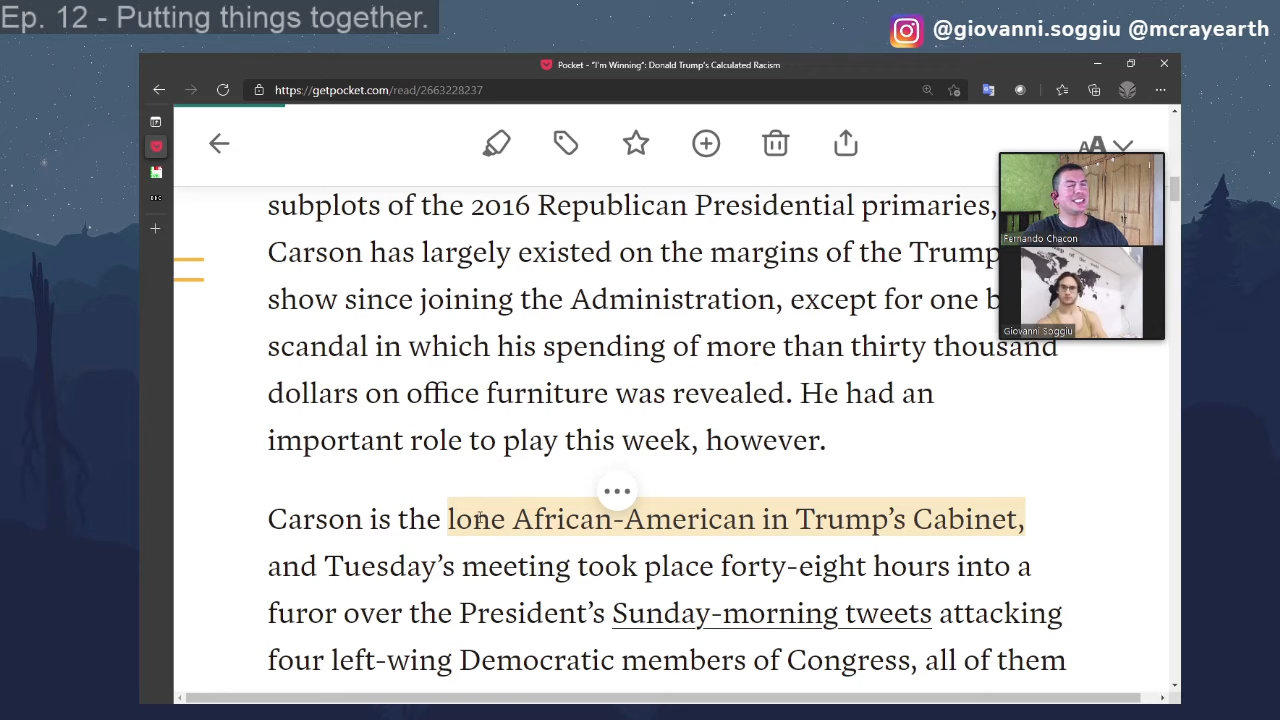 Ep. 12 - Putting things together.
@giovanni.soggiu @mcrayearth
Pocket - “I’m Winning”: Donald Trump’s Calculated Racism
https://getpocket.com/read/2663228237
AA
subplots of the 2016 Republican Presidential primaries,
Carson has largely existed on the margins of the Trump
show since joining the Administration, except for one b
scandal in which his spending of more than thirty thousand
dollars on office furniture was revealed. He had an
important role to play this week, however.
Carson is the lone African-American in Trump’s Cabinet,
and Tuesday’s meeting took place forty-eight hours into a
furor over the President’s Sunday-morning tweets attacking
four left-wing Democratic members of Congress, all of them
Fernando Chacon
Giovanni Soggiu